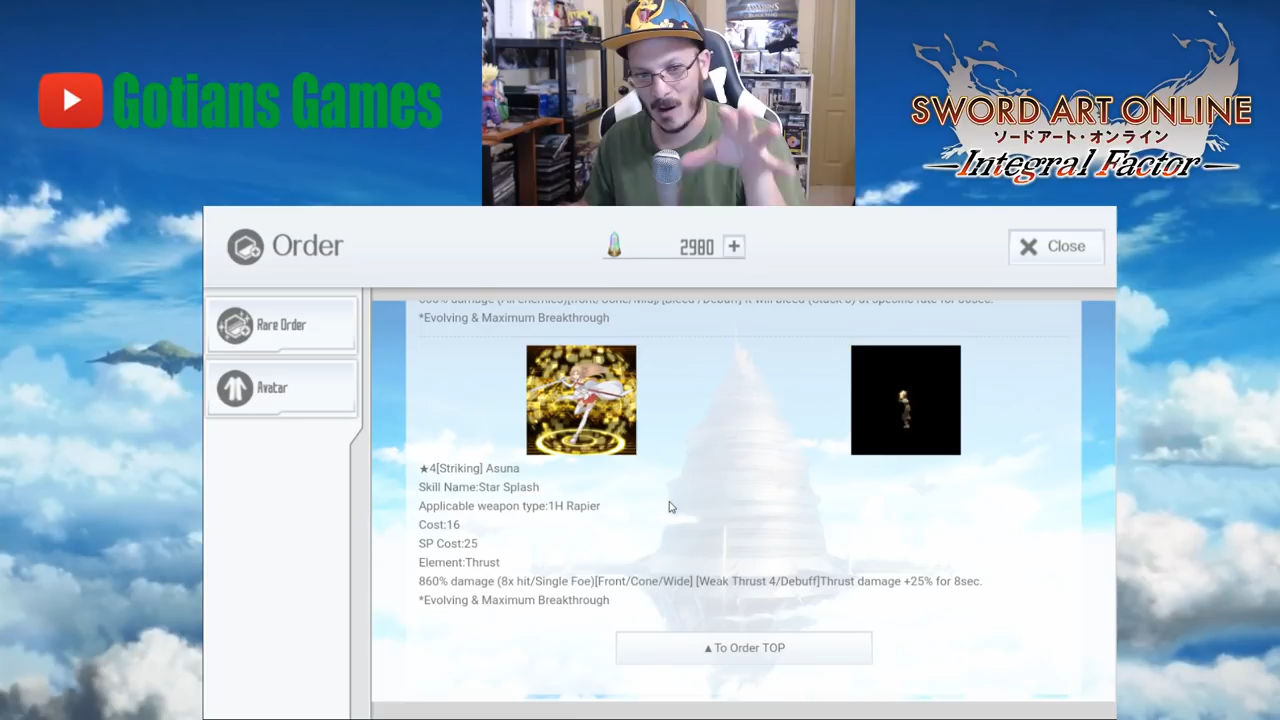 Gotians Games
SWORD ART ONLINE
ソードアート・オンライン
Integral Factor
Order
2980
Close
Rare Order
Avatar
*Evolving & Maximum Breakthrough
★4[Striking] Asuna
Skill Name:Star Splash
Applicable weapon type:1H Rapier
Cost:16
SP Cost:25
Element:Thrust
860% damage (8x hit/Single Foe)[Front/Cone/Wide] [Weak Thrust 4/Debuff]Thrust damage +25% for 8sec.
*Evolving & Maximum Breakthrough
▲To Order TOP